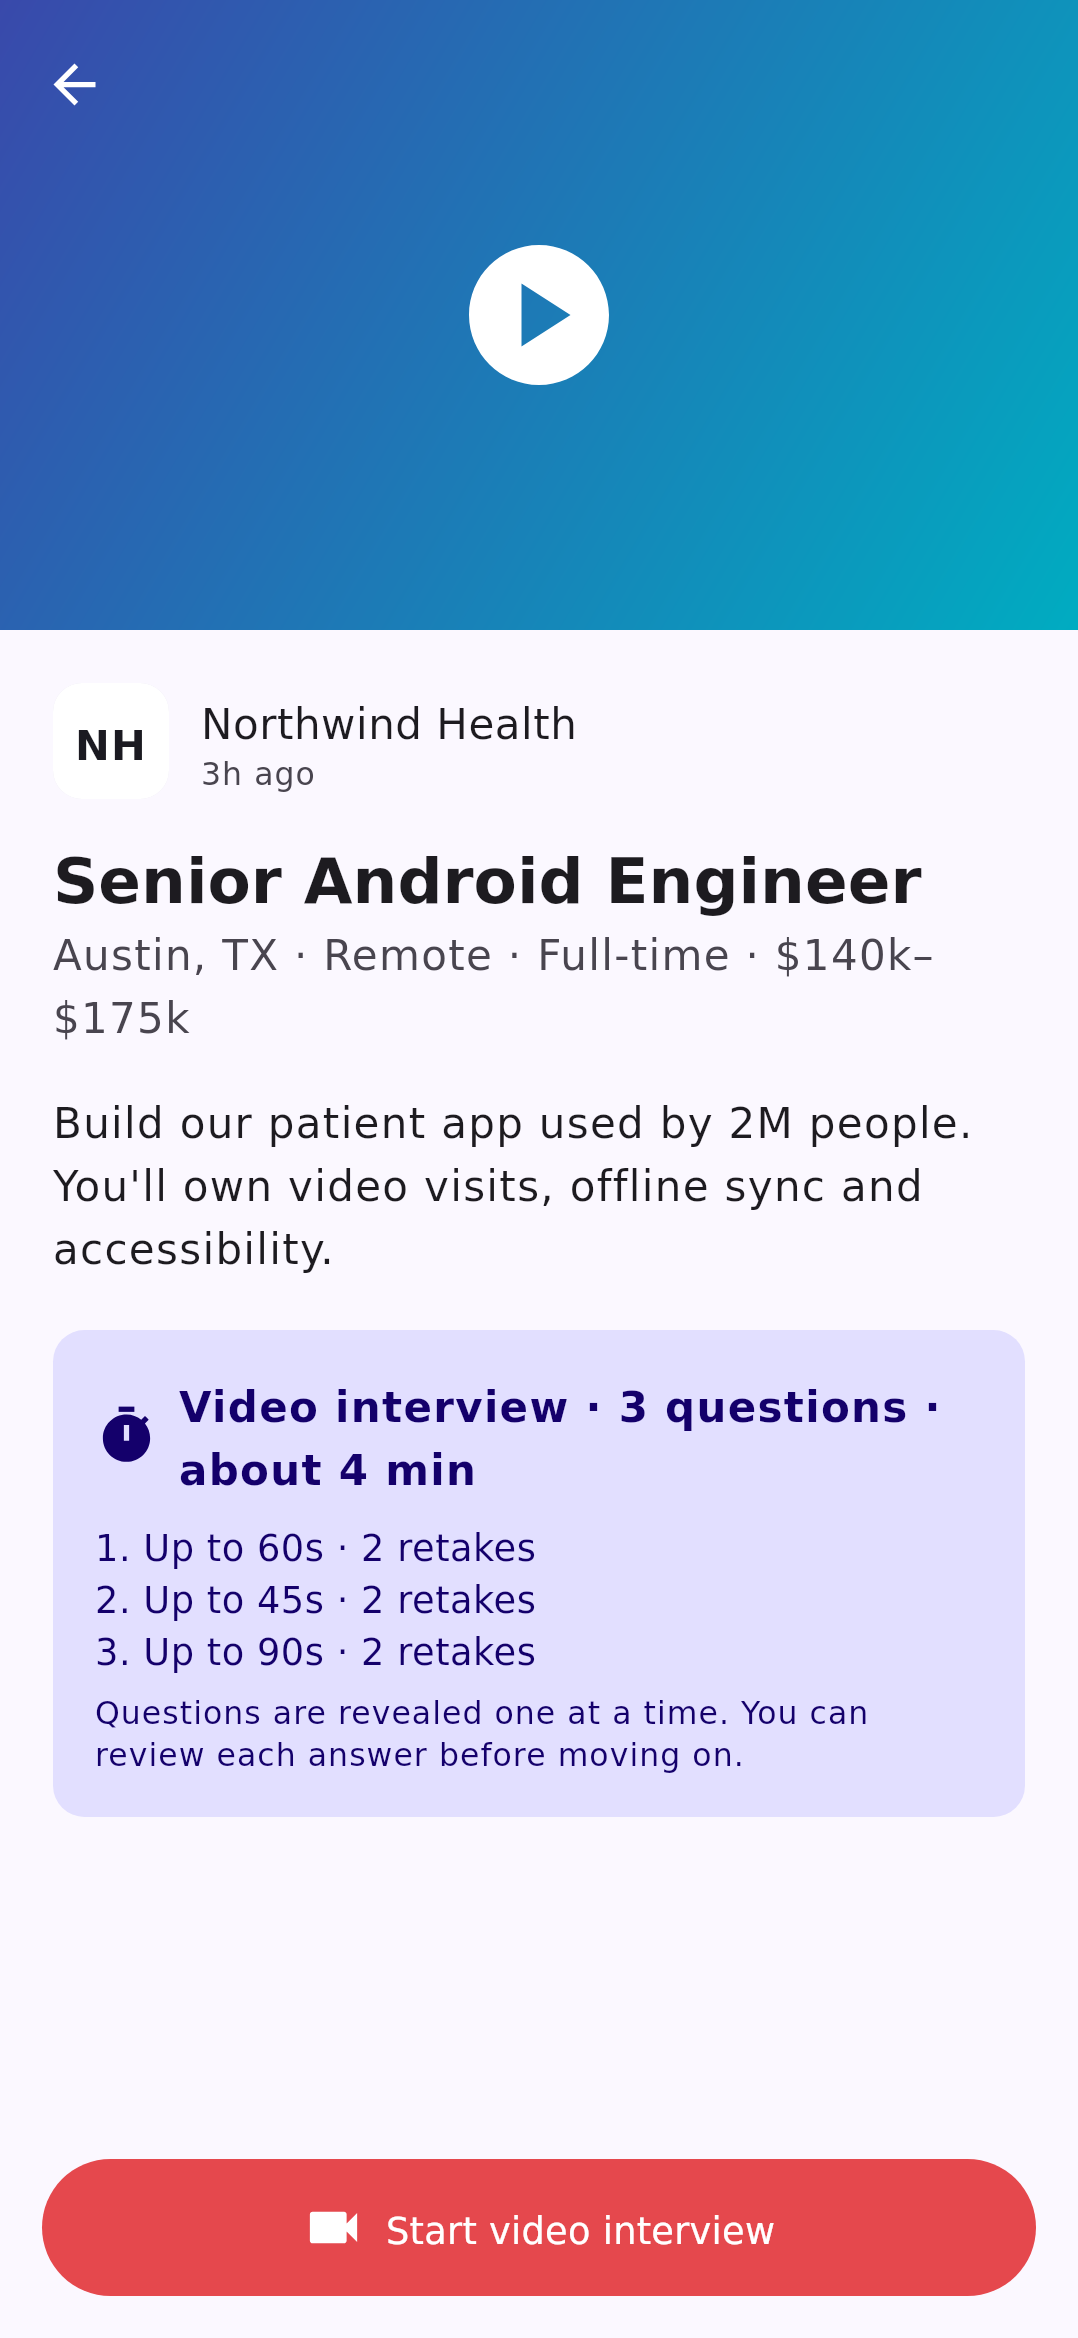 NH
Northwind Health
3h ago
Senior Android Engineer
Austin, TX · Remote · Full-time · $140k–
$175k
Build our patient app used by 2M people.
You'll own video visits, offline sync and
accessibility.
Video interview · 3 questions ·
about 4 min
1. Up to 60s · 2 retakes
2. Up to 45s · 2 retakes
3. Up to 90s · 2 retakes
Questions are revealed one at a time. You can
review each answer before moving on.
Start video interview